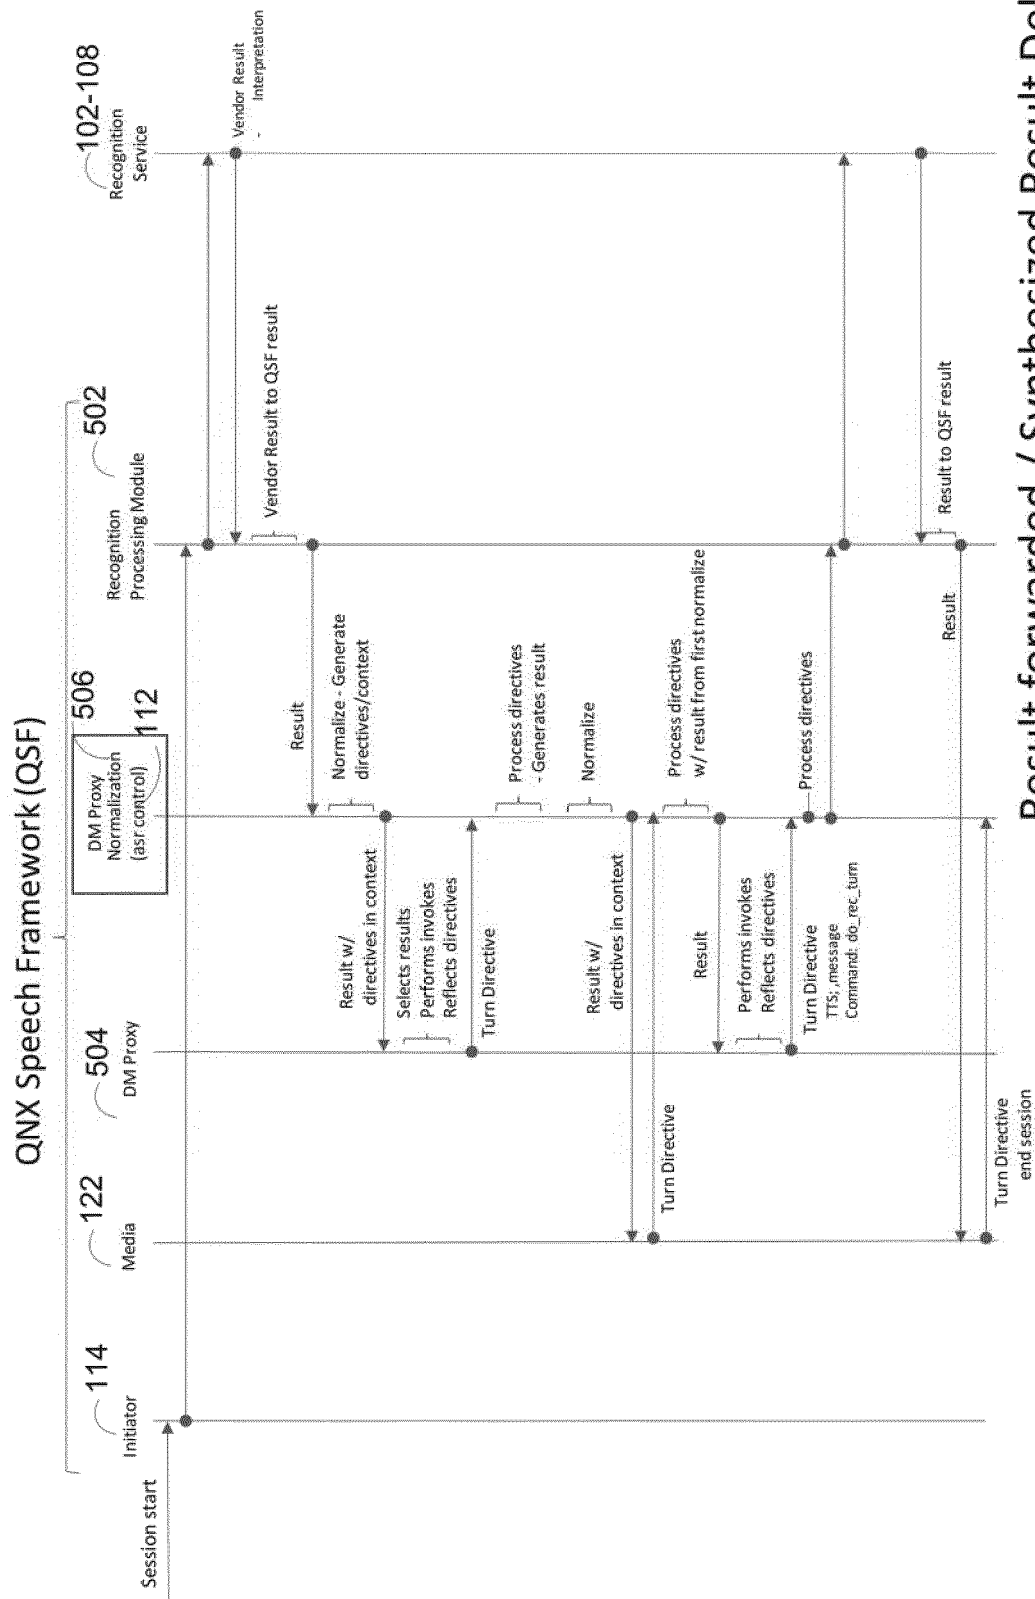 QNX Speech Framework (QSF)
Session start
114
Initiator
122
Media
504
DM Proxy
506
112
DM Proxy
Normalization
(asr control)
502
Recognition
Processing Module
102-108
Recognition
Service
Vendor Result
- Interpretation
Vendor Result to QSF result
Result
Normalize - Generate
directives/context
Result w/
directives in context
Selects results
Performs invokes
Reflects directives
Turn Directive
Process directives
- Generates result
Normalize
Result w/
directives in context
Turn Directive
Process directives
w/ result from first normalize
Result
Performs invokes
Reflects directives
Turn Directive
TTS; ,message
Command: do_rec_turn
Process directives
Result to QSF result
Result
Turn Directive
end session
Result forwarded / Synthesized Result